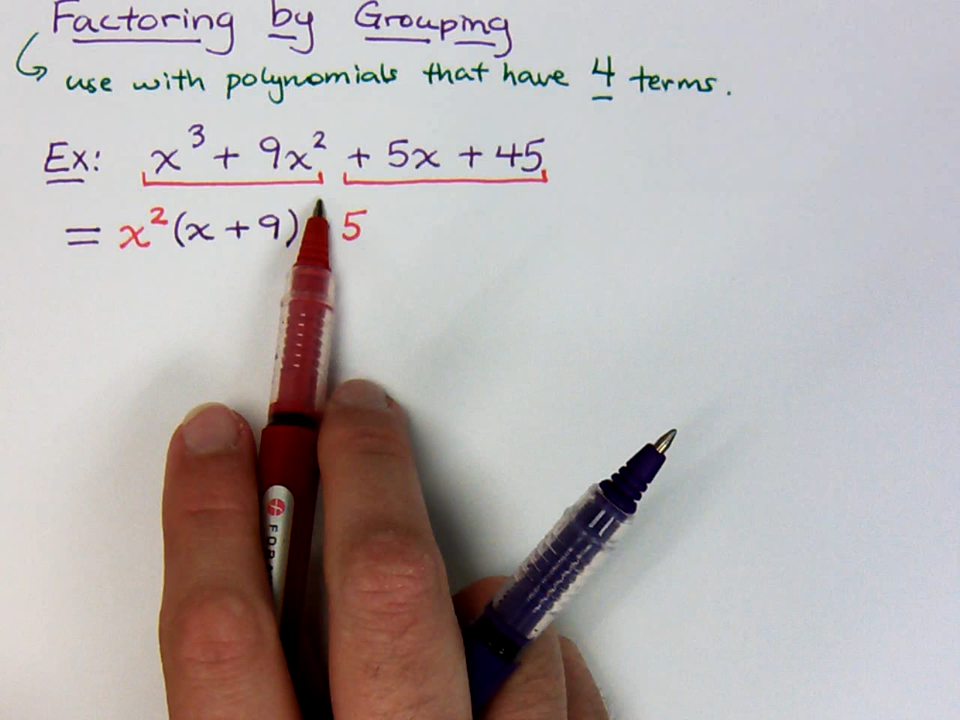 Factoring by Grouping
use with polynomials that have 4 terms.
Ex: x³ + 9x² + 5x + 45
= x²(x + 9) 5